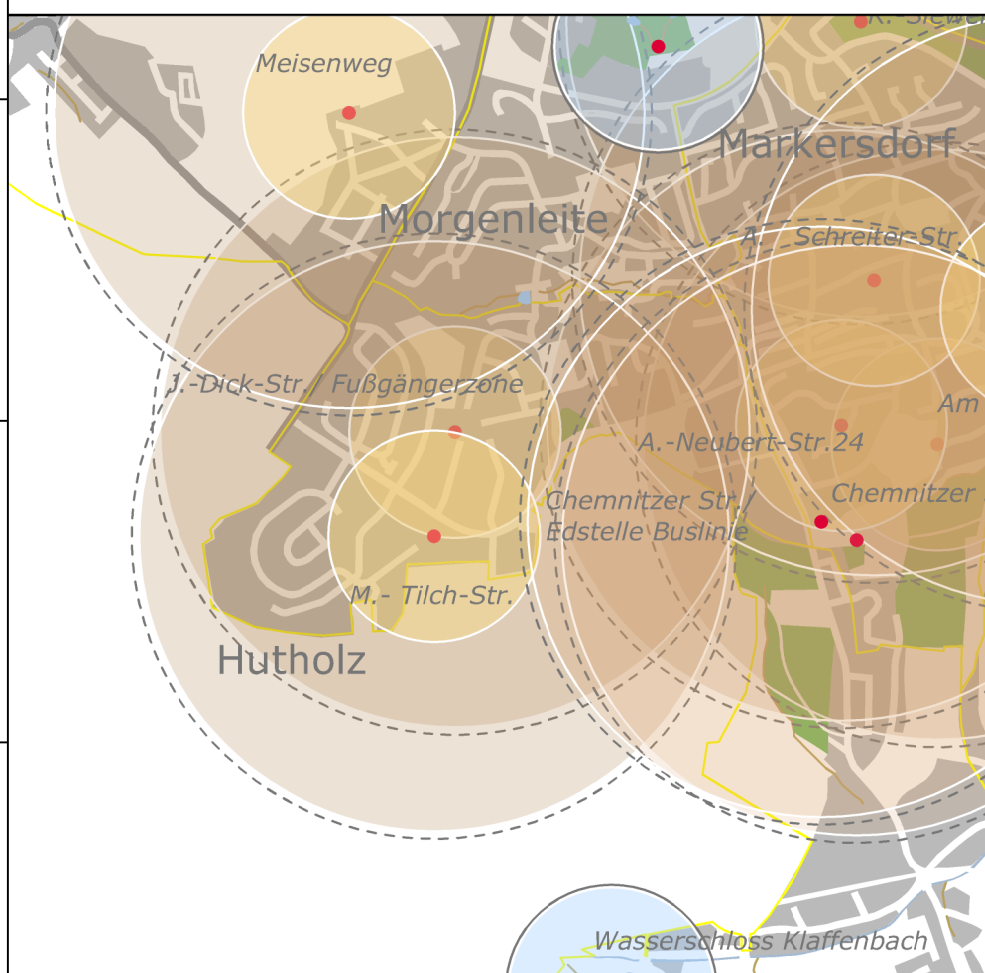 Meisenweg
Markersdorf
Morgenleite
A. Schreiter-Str.
J.-Dick-Str./ Fußgängerzone
Am
A.-Neubert-Str.24
Chemnitzer
Chemnitzer Str./
Edstelle Buslinie
M.- Tilch-Str.
Hutholz
Wasserschloss Klaffenbach